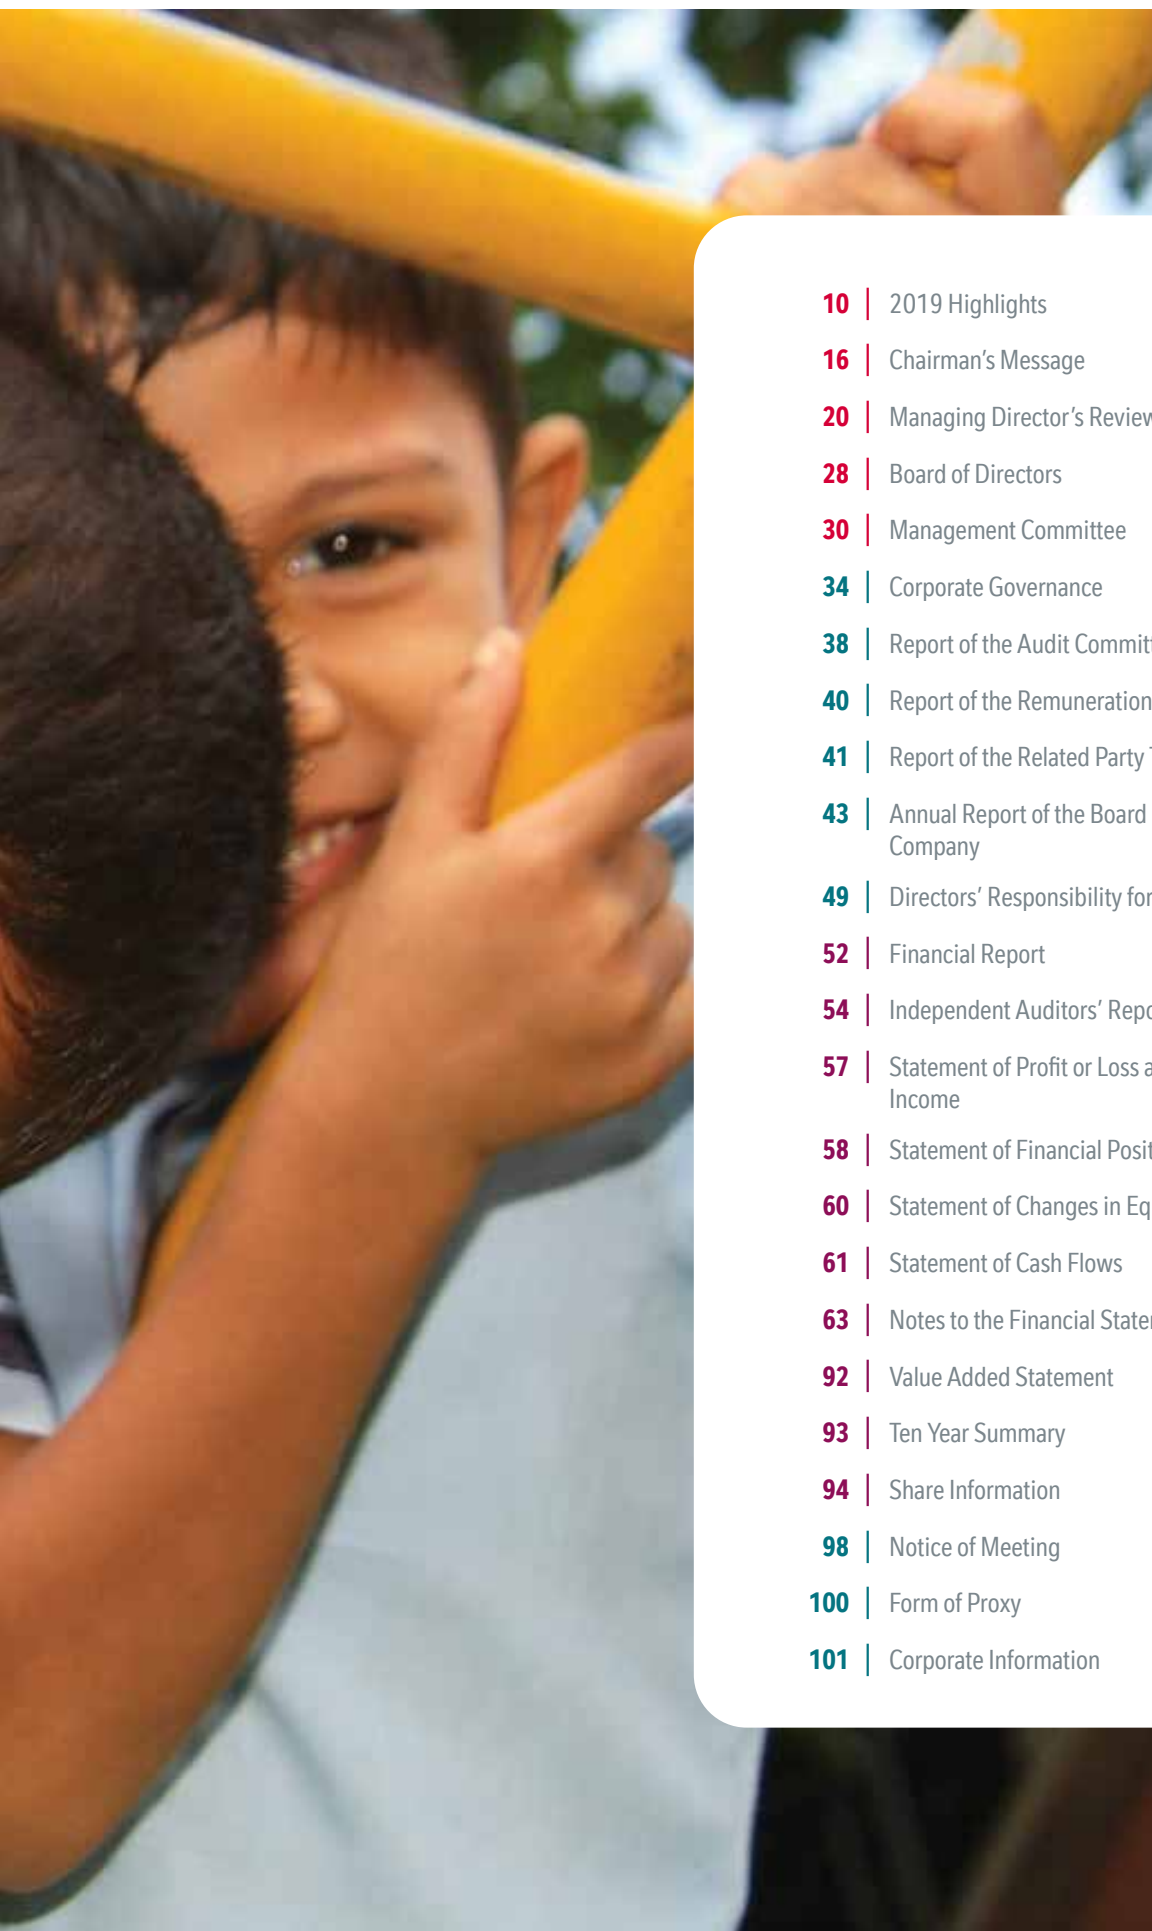 10 | 2019 Highlights
16 | Chairman's Message
20 | Managing Director's Review
28 | Board of Directors
30 | Management Committee
34 | Corporate Governance
38 | Report of the Audit
40 | Report of the Remuneration
41 | Report of the Related Party
43 | Annual Report of the Board
Company
49 | Directors' Responsibility for
52 | Financial Report
54 | Independent Auditors'
57 | Statement of Profit or Loss
Income
58 | Statement of Financial
60 | Statement of Changes in
61 | Statement of Cash Flows
63 | Notes to the Financial
92 | Value Added Statement
93 | Ten Year Summary
94 | Share Information
98 | Notice of Meeting
100 | Form of Proxy
101 | Corporate Information